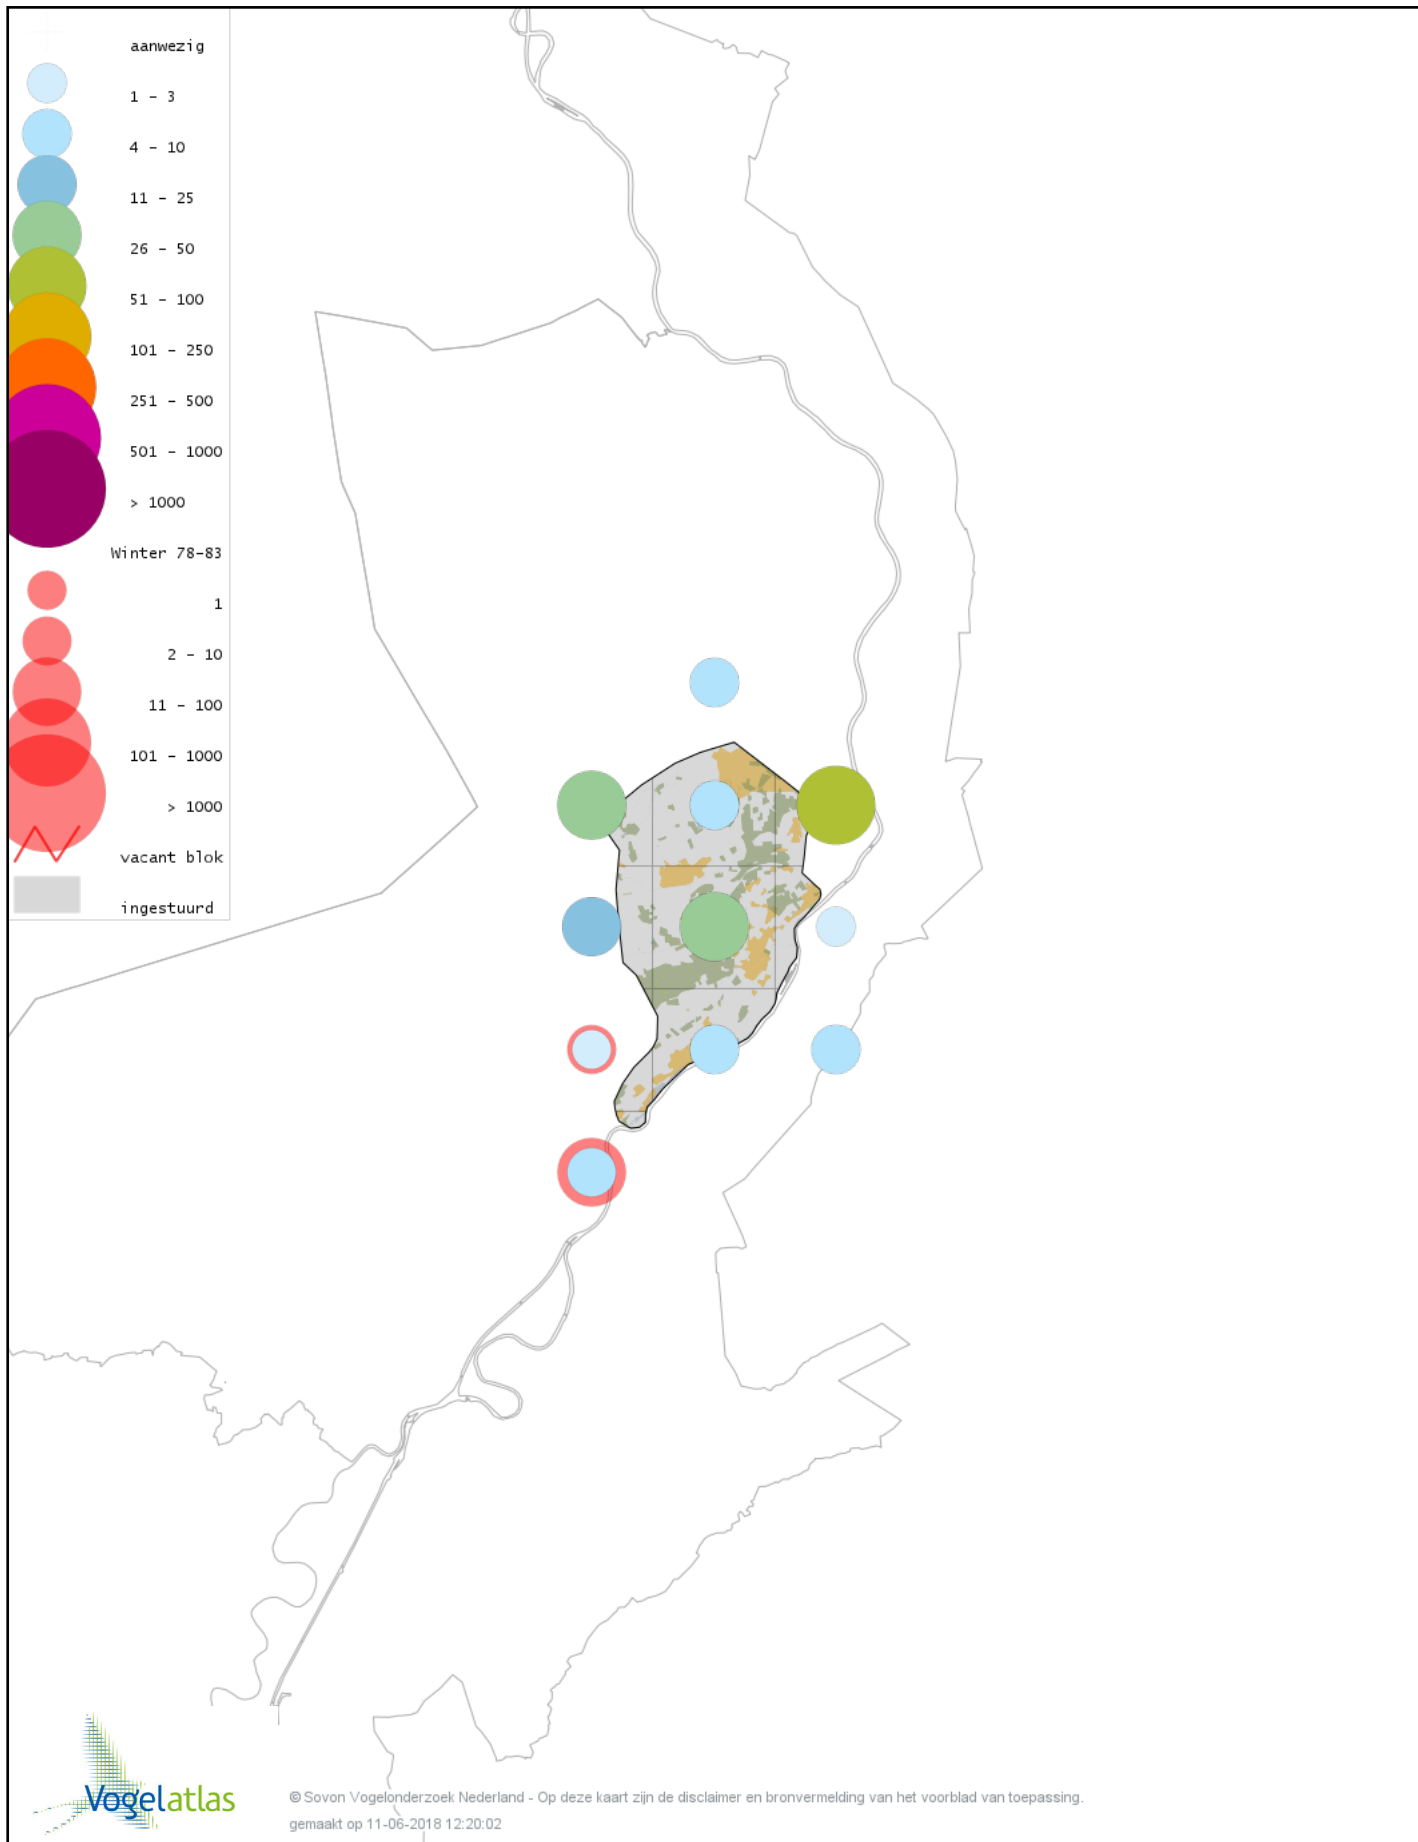 aanwezig
1 - 3
4 - 10
11 - 25
26 - 50
51 - 100
101 - 250
251 - 500
501 - 1000
> 1000
Winter 78-83
1
2 - 10
11 - 100
101 - 1000
> 1000
vacant blok
ingestuurd
Vogelatlas
© Sovon Vogelonderzoek Nederland - Op deze kaart zijn de disclaimer en bronvermelding van het voorblad van toepassing.
gemaakt op 11-06-2018 12:20:02